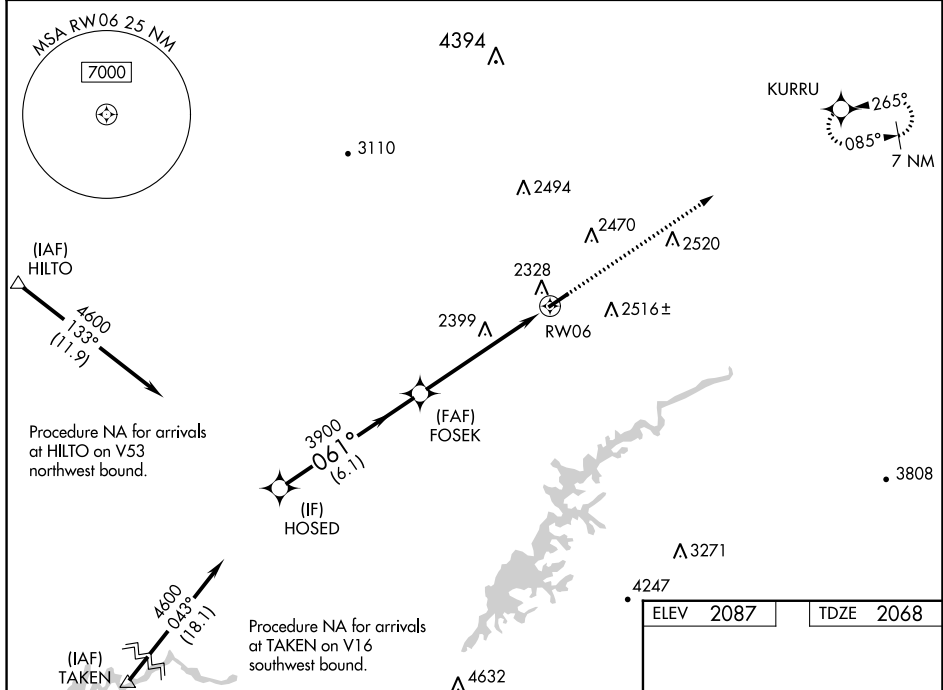 MSA RW06 25 NM
7000
4394
KURRU
265°
085°
7 NM
3110
2494
2470
2520
(IAF)
HILTO
4600
133°
(11.9)
2328
2516±
RW06
2399
(FAF)
FOSEK
Procedure NA for arrivals
at HILTO on V53
northwest bound.
3900
061°
(6.1)
(IF)
HOSED
3808
3271
4247
4600
043°
(18.1)
(IAF)
TAKEN
Procedure NA for arrivals
at TAKEN on V16
southwest bound.
4632
ELEV 2087
TDZE 2068